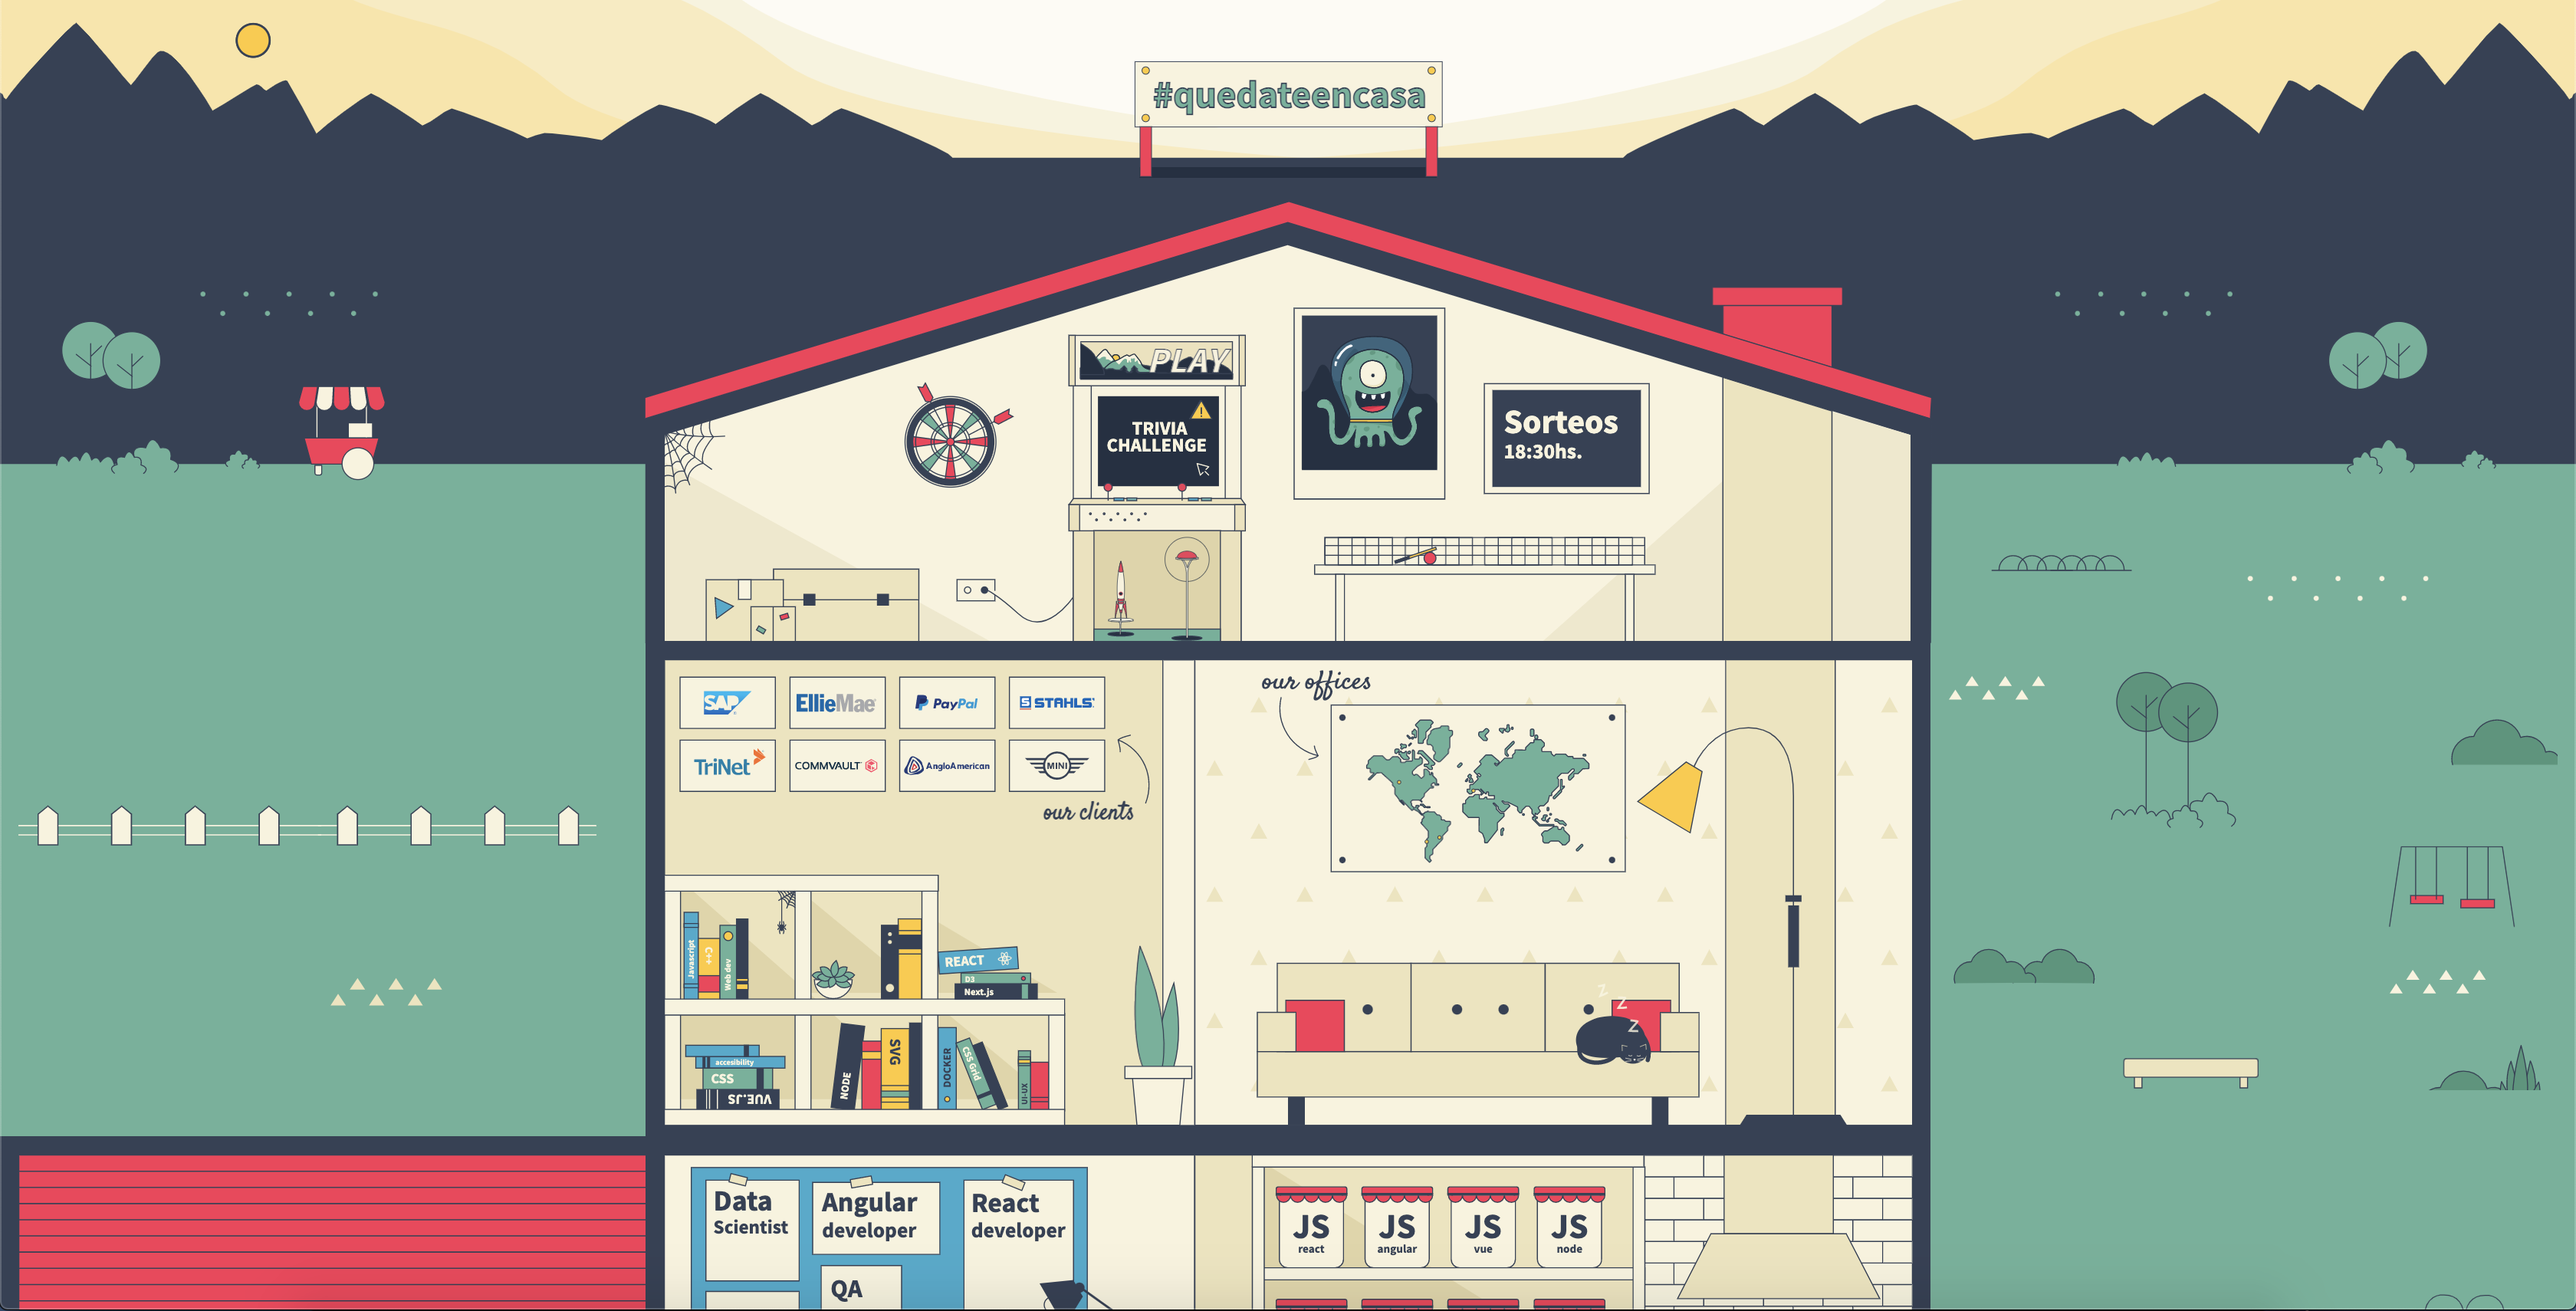 #quedateencasa
PLAY
TRIVIA
CHALLENGE
Sorteos
18:30hs.
SAP
EllieMae
PayPal
STAHLS'
TriNet
COMMVAULT
AngloAmerican
MINI
our clients
our offices
Javascript
C++
Web dev
REACT
D3
Next.js
accesibility
CSS
VUE.JS
NODE
SVG
DOCKER
CSS Grid
UI-UX
z
z
z
Data
Scientist
Angular
developer
React
developer
QA
JS
react
JS
angular
JS
vue
JS
node